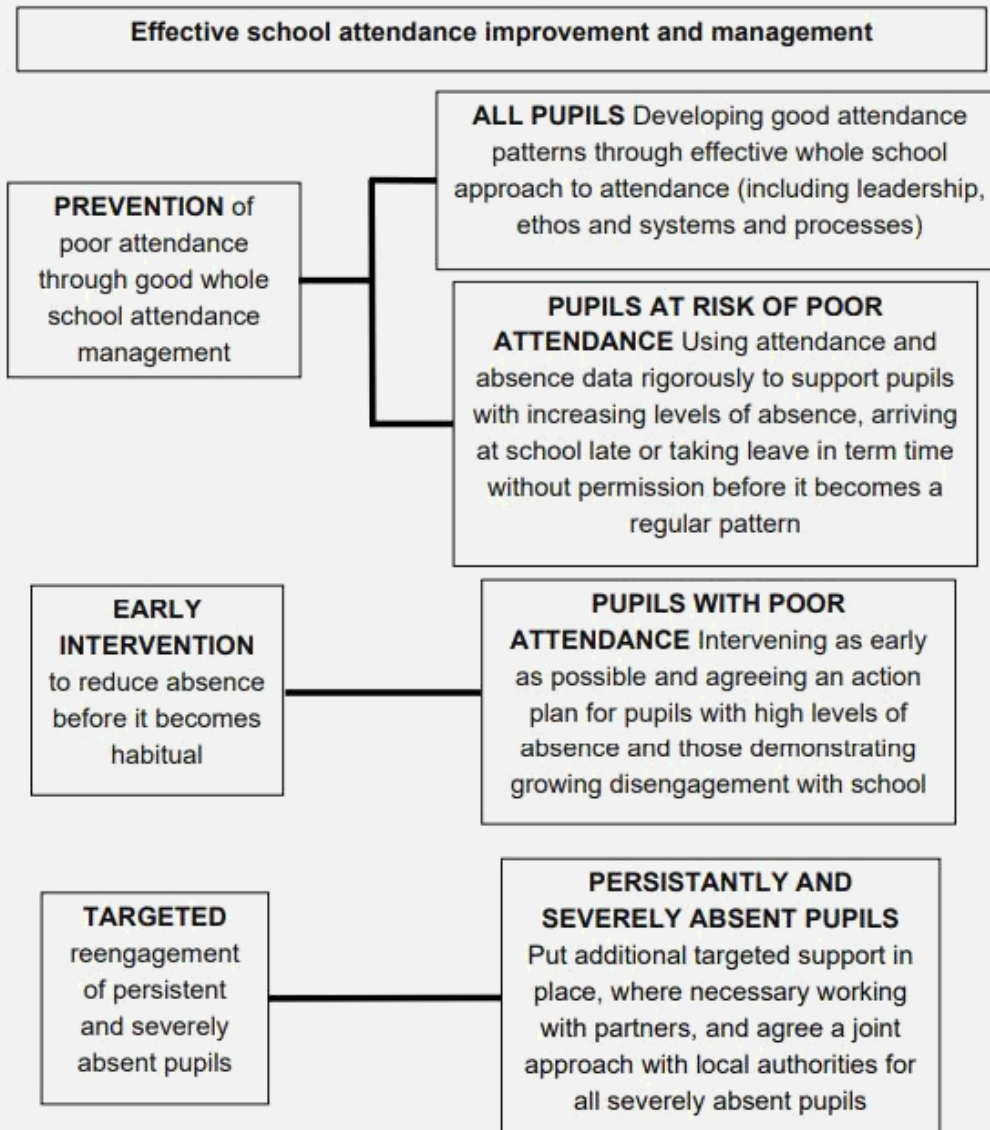 Effective school attendance improvement and management
PREVENTION of
poor attendance
through good whole
school attendance
management
ALL PUPILS Developing good attendance
patterns through effective whole school
approach to attendance (including leadership,
ethos and systems and processes)
PUPILS AT RISK OF POOR
ATTENDANCE Using attendance and
absence data rigorously to support pupils
with increasing levels of absence, arriving
at school late or taking leave in term time
without permission before it becomes a
regular pattern
EARLY
INTERVENTION
to reduce absence
before it becomes
habitual
PUPILS WITH POOR
ATTENDANCE Intervening as early
as possible and agreeing an action
plan for pupils with high levels of
absence and those demonstrating
growing disengagement with school
TARGETED
reengagement
of persistent
and severely
absent pupils
PERSISTANTLY AND
SEVERELY ABSENT PUPILS
Put additional targeted support in
place, where necessary working
with partners, and agree a joint
approach with local authorities for
all severely absent pupils